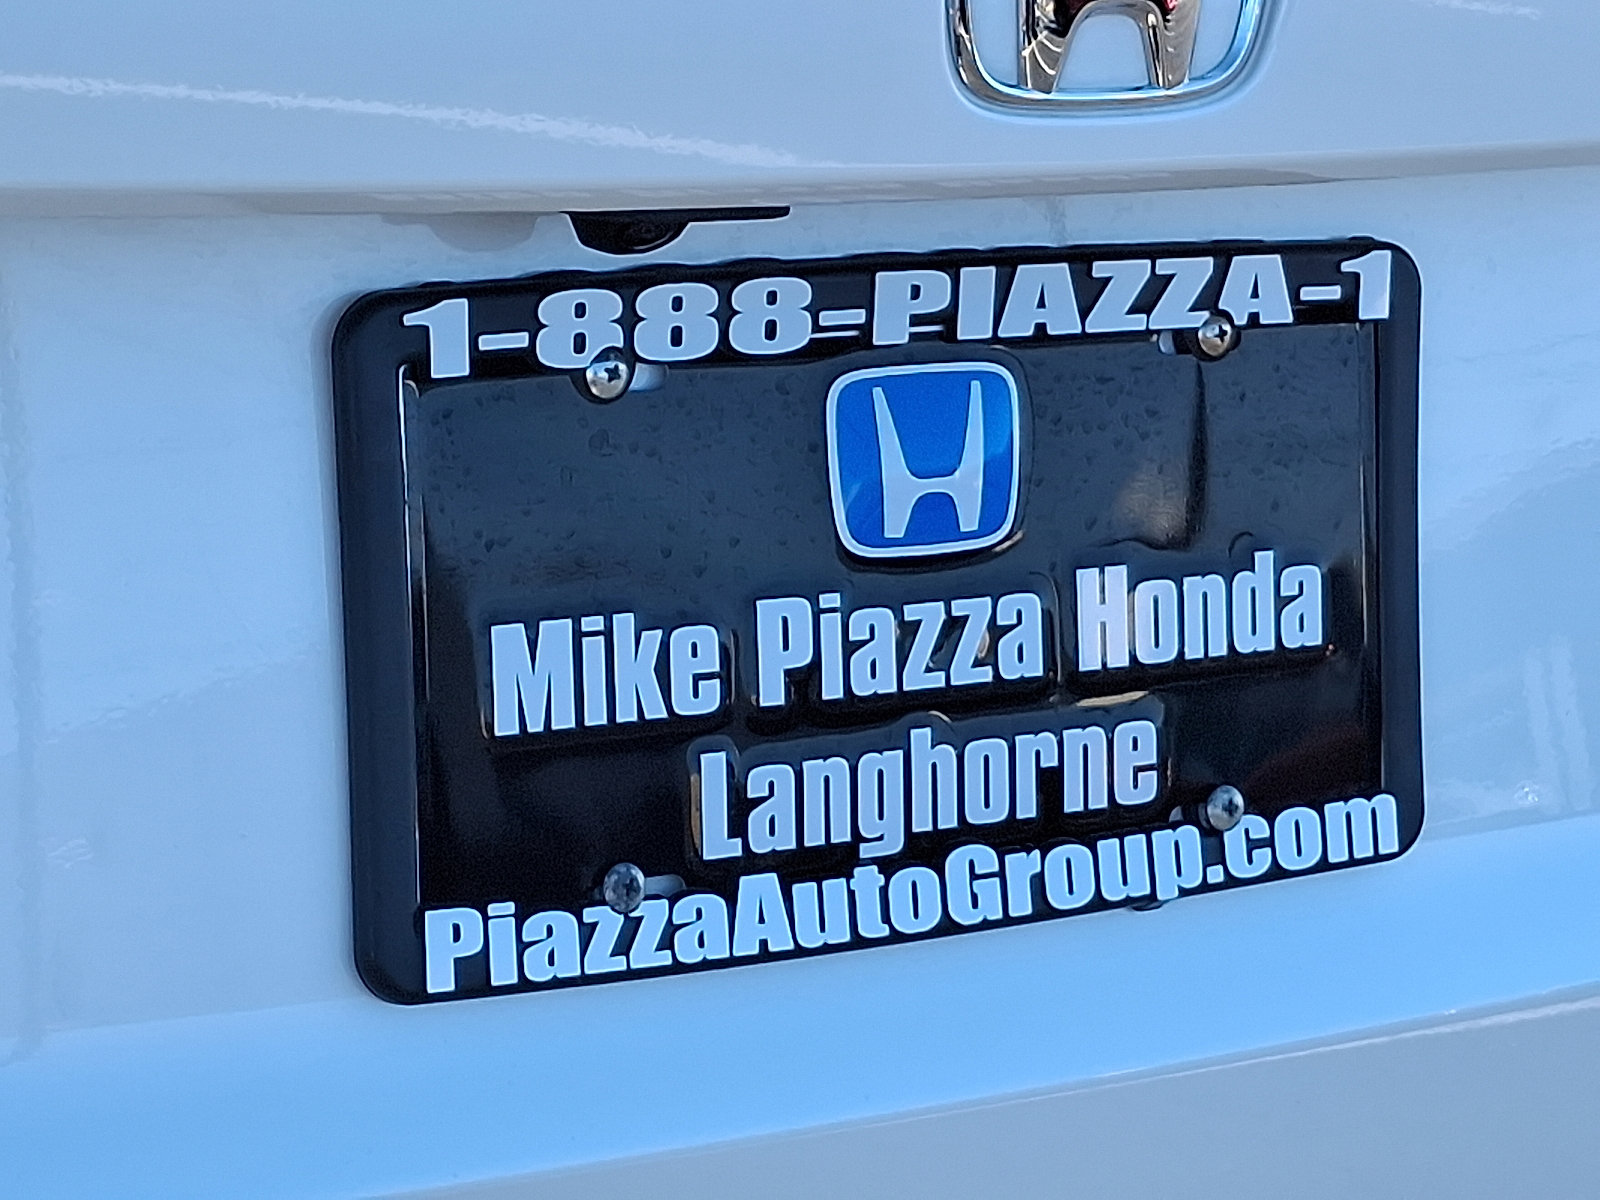 1-888-PIAZZA-1
Mike Piazza Honda
Langhorne
PiazzaAutoGroup.com